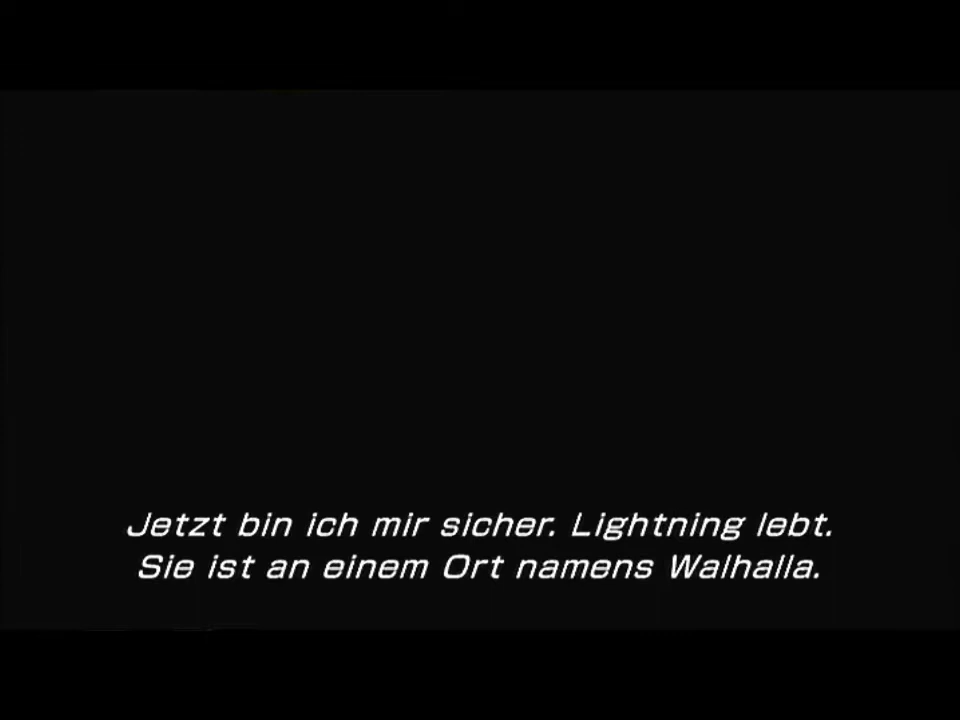 Jetzt bin ich mir sicher. Lightning lebt.
Sie ist an einem Ort namens Walhalla.